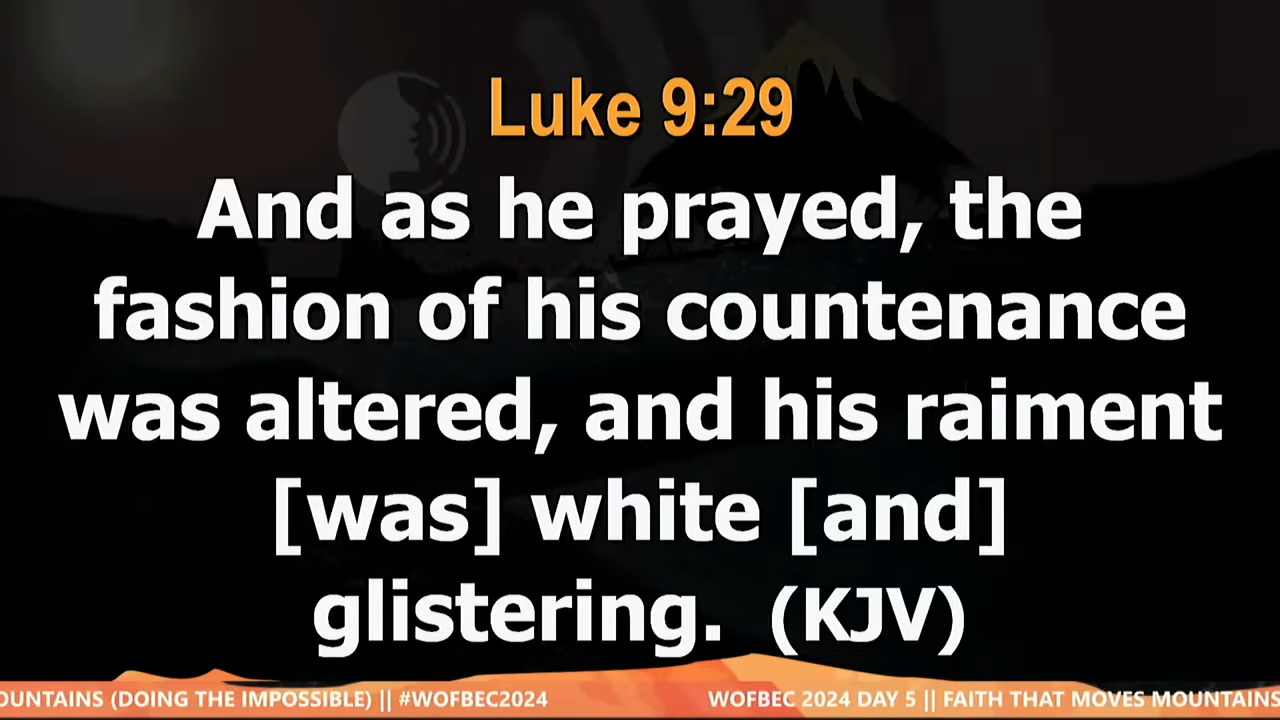 Luke 9:29
And as he prayed, the
fashion of his countenance
was altered, and his raiment
[was] white [and]
glistering. (KJV)
OUNTAINS (DOING THE IMPOSSIBLE) || #WOFBEC2024 WOFBEC 2024 DAY 5 || FAITH THAT MOVES MOUNTAINS